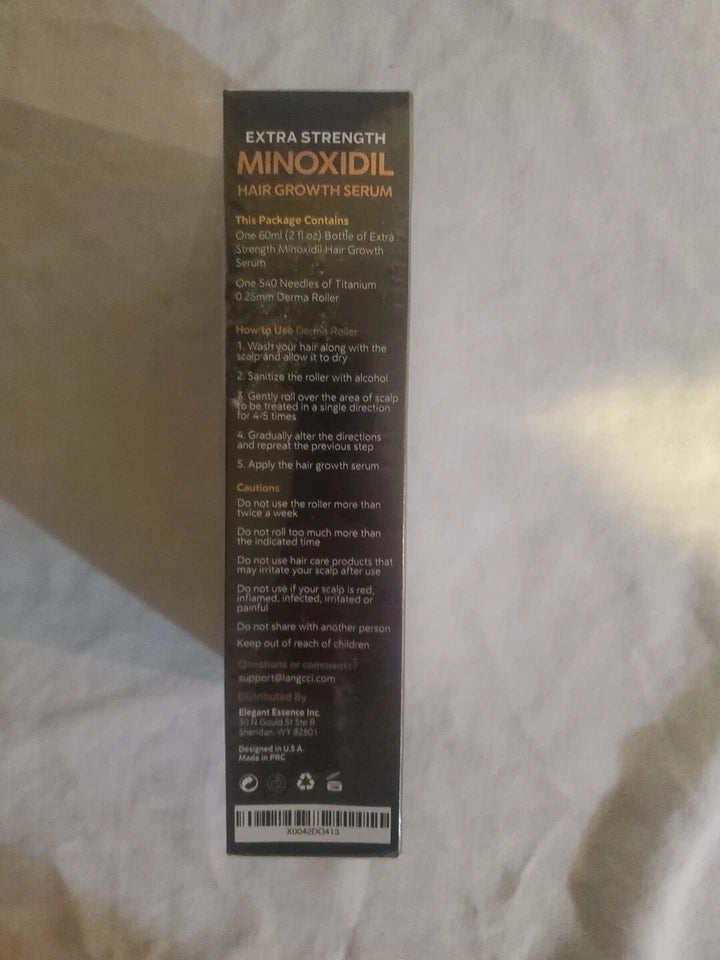 EXTRA STRENGTH
MINOXIDIL
HAIR GROWTH SERUM
This Package Contains
One 60ml (2 fl oz) Bottle of Extra
Strength Minoxidil Hair Growth
Serum
One 540 Needles of Titanium
0.25mm Derma Roller
How to Use Derma Roller
1. Wash your hair along with the
scalp and allow it to dry
2. Sanitize the roller with alcohol
3. Gently roll over the area of scalp
to be treated in a single direction
for 4-5 times
4. Gradually alter the directions
and repreat the previous step
5. Apply the hair growth serum
Cautions
Do not use the roller more than
twice a week
Do not roll too much more than
the indicated time
Do not use hair care products that
may irritate your scalp after use
Do not use if your scalp is red,
inflamed, infected, irritated or
painful
Do not share with another person
Keep out of reach of children
Questions or comments?
support@langcci.com
Distributed By
Elegant Essence Inc.
30 N Gould St Ste R
Sheridan, WY 82801
Designed in U.S.A.
Made in PRC
X0042DO413